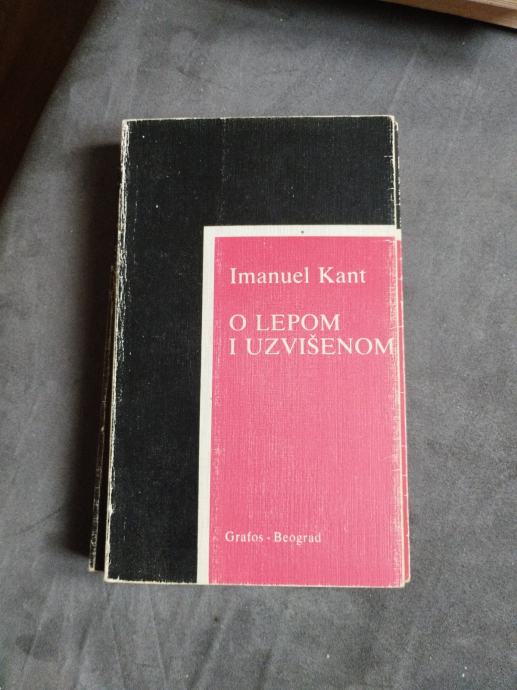 Imanuel Kant
O LEPOM
I UZVIŠENOM
Grafos - Beograd